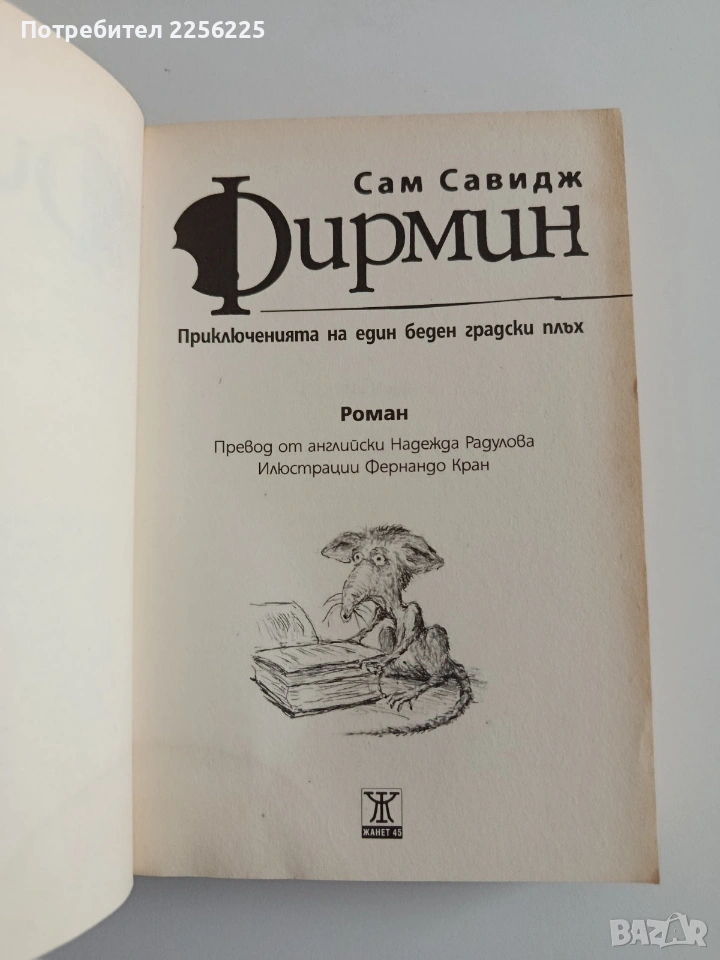 Потребител 2256225
Сам Савидж
Фирмин
Приключенията на един беден градски плъх
Роман
Превод от английски Надежда Радулова
Илюстрации Фернандо Кран
Ж
ЖАНЕТ 45
BAZAR